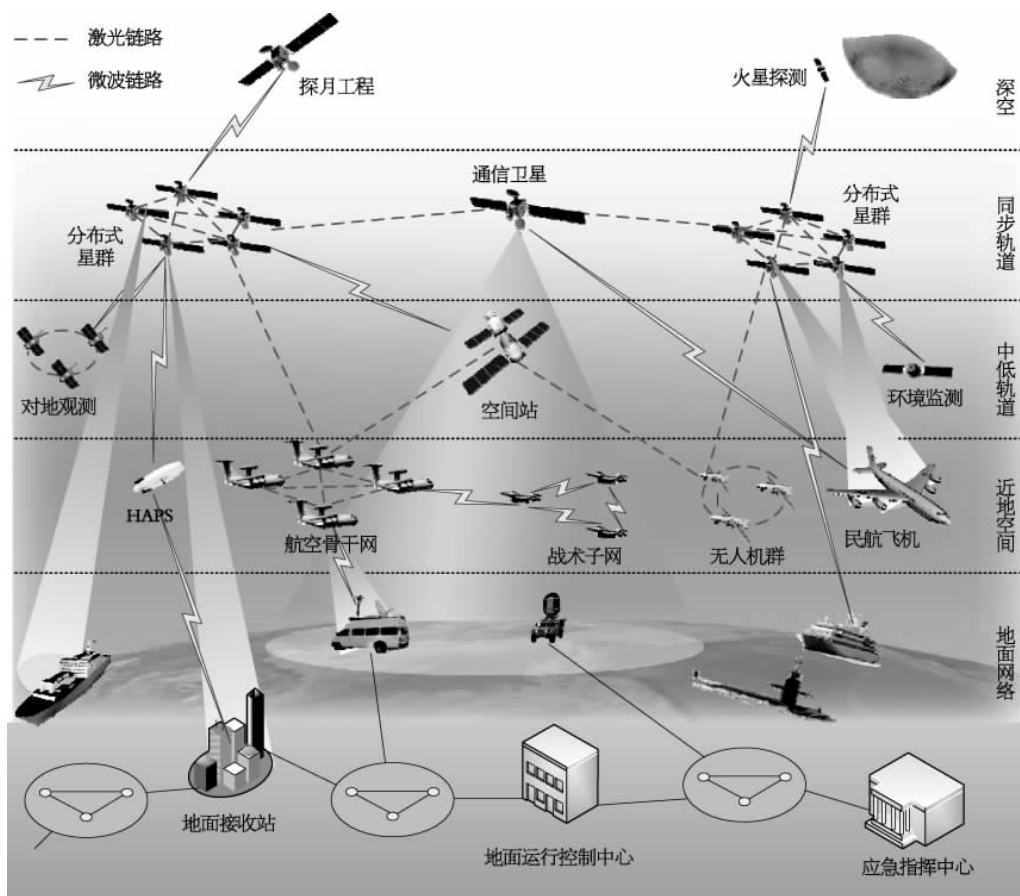 激光链路
微波链路
探月工程
火星探测
深空
通信卫星
分布式
星群
分布式
星群
同步轨道
对地观测
空间站
环境监测
中低轨道
HAPS
航空骨干网
战术子网
无人机群
民航飞机
近地空间
地面网络
地面接收站
地面运行控制中心
应急指挥中心